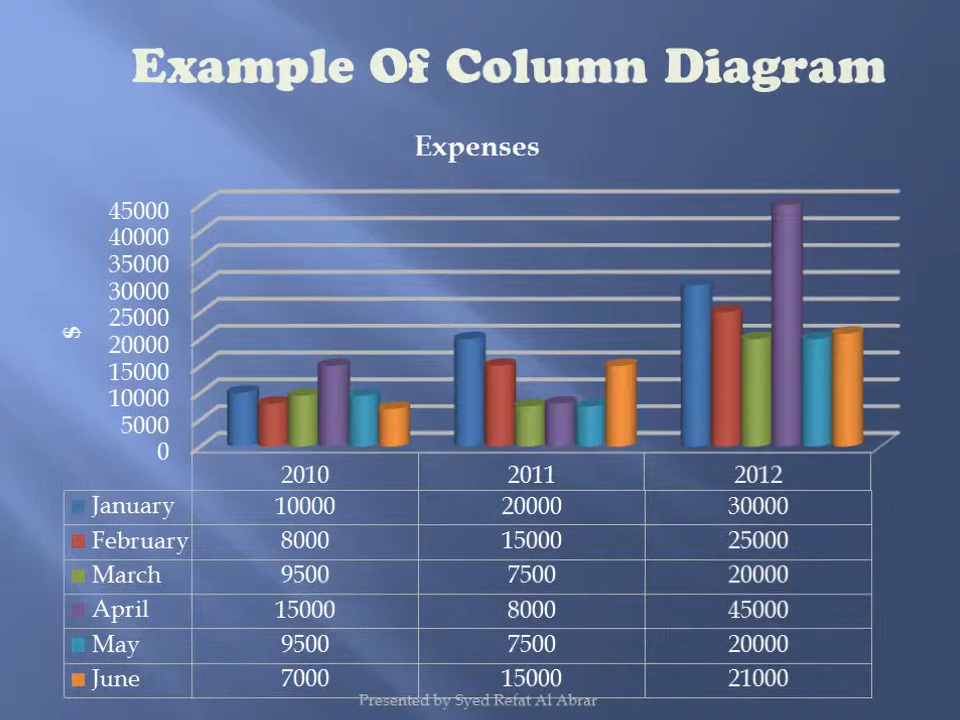 Example Of Column Diagram
Expenses
45000
40000
35000
30000
25000
20000
15000
10000
5000
0
$
2010 2011 2012
January 10000 20000 30000
February 8000 15000 25000
March 9500 7500 20000
April 15000 8000 45000
May 9500 7500 20000
June 7000 15000 21000
Presented by Syed Refat Al Abrar